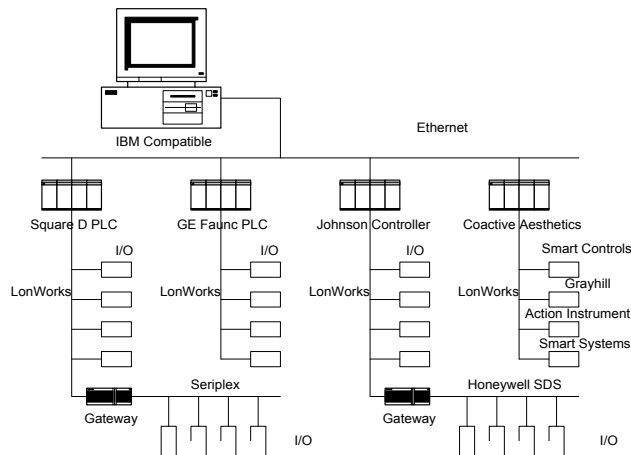 Ethernet
IBM Compatible
Square D PLC
GE Faunc PLC
Johnson Controller
Coactive Aesthetics
I/O
I/O
I/O
Smart Controls
LonWorks
LonWorks
LonWorks
Grayhill
Action Instrument
Smart Systems
Seriplex
Honeywell SDS
Gateway
Gateway
I/O
I/O